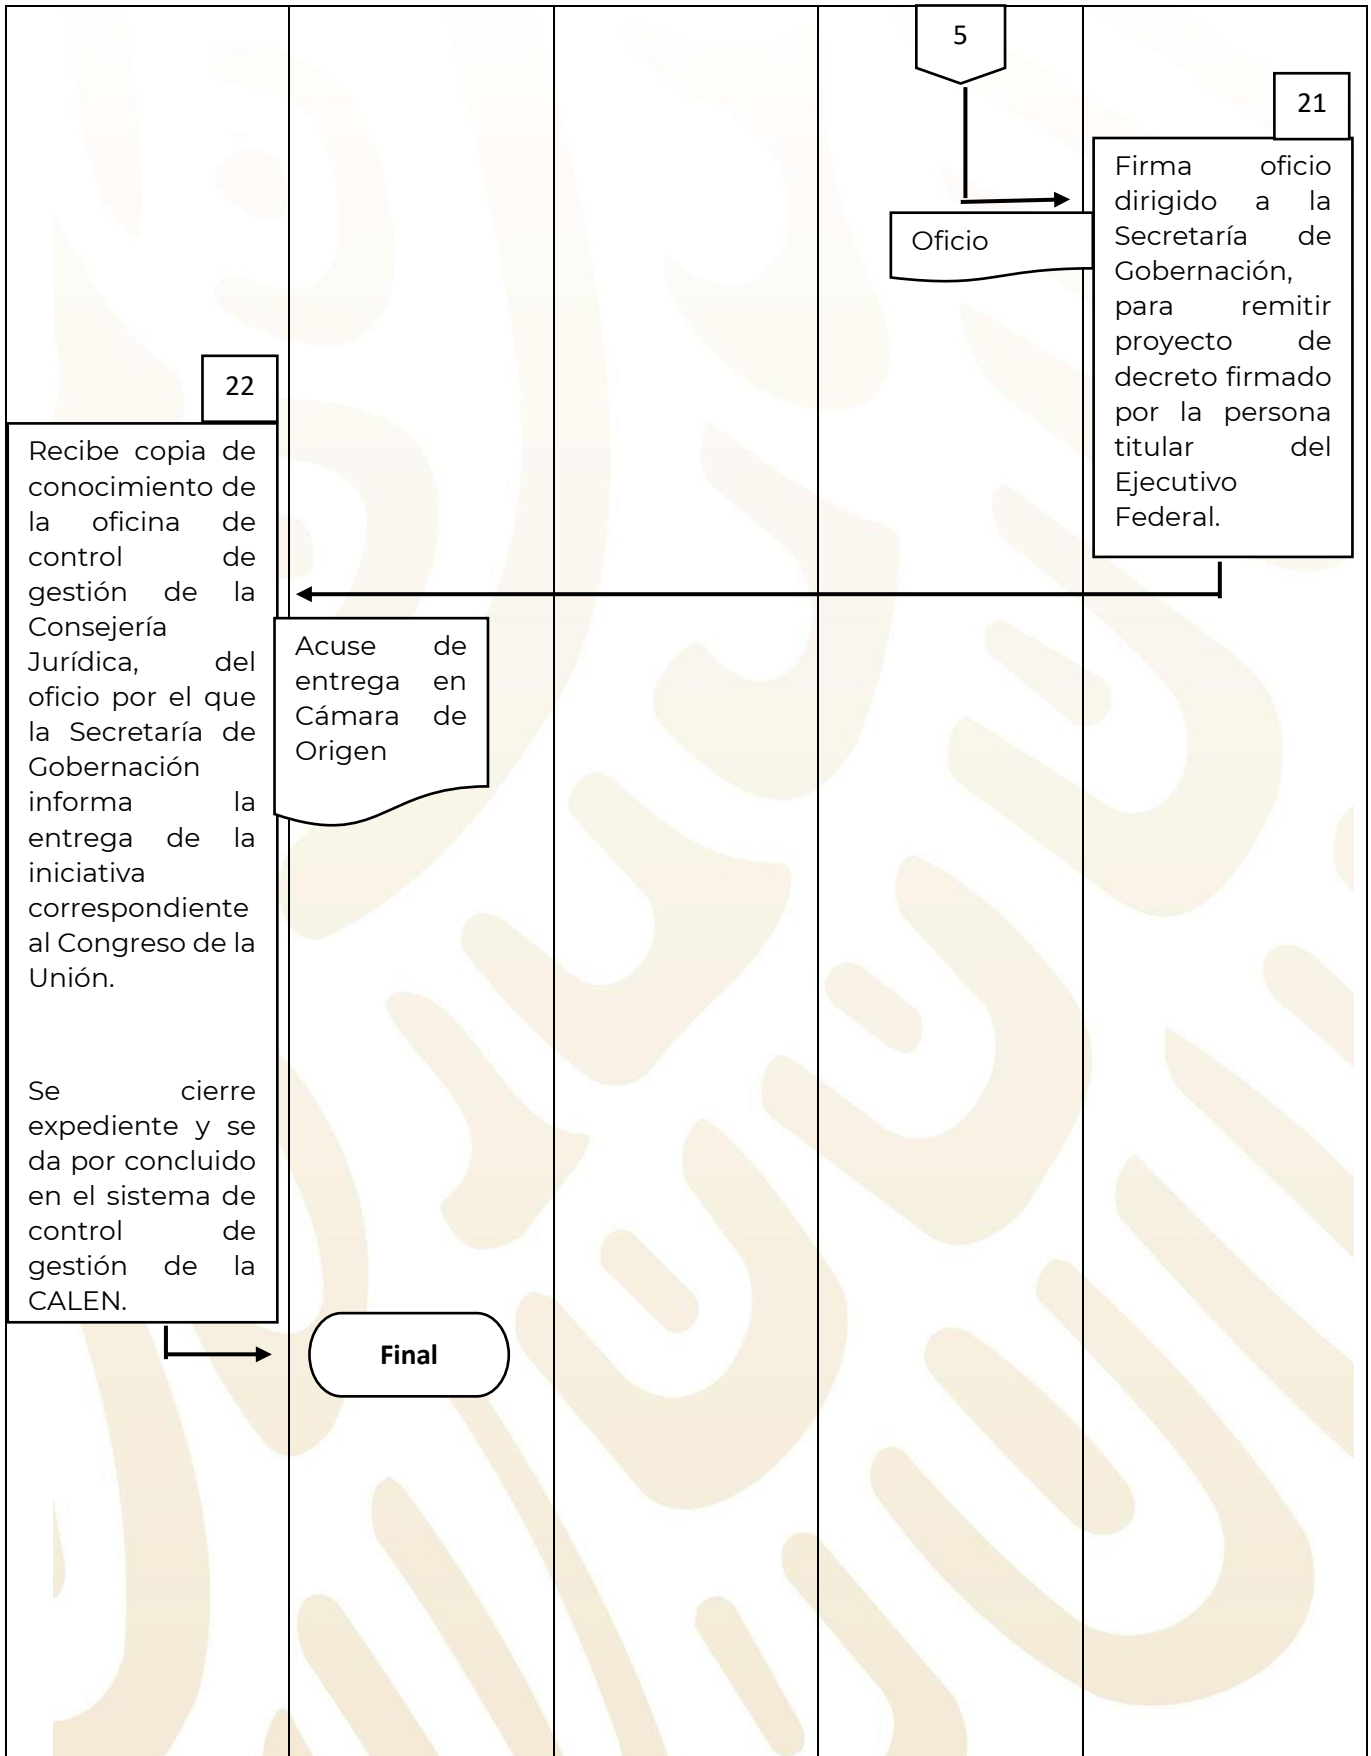 5
21
Firma oficio
dirigido a la
Secretaría de
Gobernación,
para remitir
proyecto de
decreto firmado
por la persona
titular del
Ejecutivo
Federal.
Oficio
22
Recibe copia de
conocimiento de
la oficina de
control de
gestión de la
Consejería
Jurídica, del
oficio por el que
la Secretaría de
Gobernación
informa la
entrega de la
iniciativa
correspondiente
al Congreso de la
Unión.
Se cierre
expediente y se
da por concluido
en el sistema de
control de
gestión de la
CALEN.
Acuse de
entrega en
Cámara de
Origen
Final